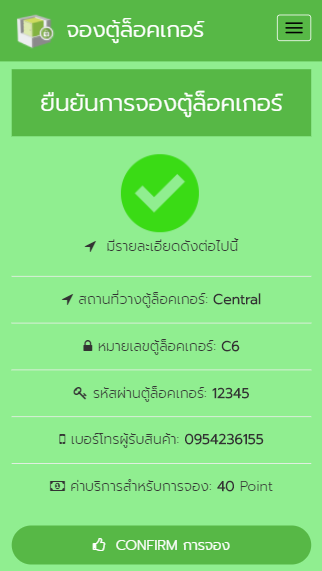 จองตู้ล็อคเกอร์
ยืนยันการจองตู้ล็อคเกอร์
มีรายละเอียดดังต่อไปนี้
สถานที่วางตู้ล็อคเกอร์: Central
หมายเลขตู้ล็อคเกอร์: C6
รหัสผ่านตู้ล็อคเกอร์: 12345
เบอร์โทรผู้รับสินค้า: 0954236155
ค่าบริการสำหรับการจอง: 40 Point
CONFIRM การจอง